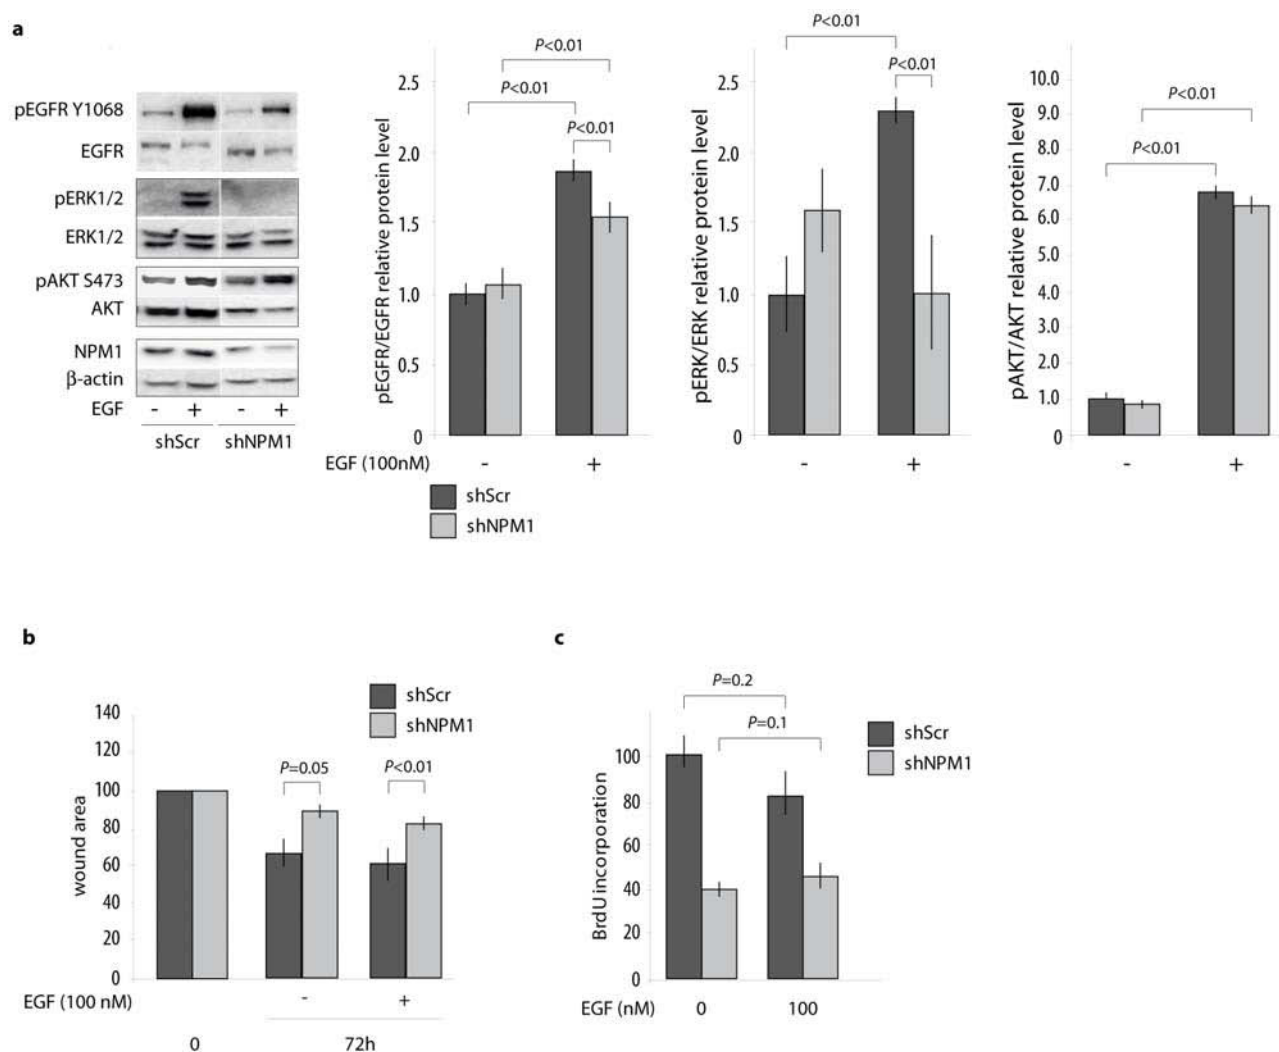 a
pEGFR Y1068
EGFR
pERK1/2
ERK1/2
pAKT S473
AKT
NPM1
β-actin
EGF - + - +
shScr shNPM1
pEGFR/EGFR relative protein level
2.5
2.0
1.5
1.0
0.5
0
P<0.01
P<0.01
P<0.01
EGF (100nM) - +
shScr
shNPM1
pERK/ERK relative protein level
2.5
2.0
1.5
1.0
0.5
0
P<0.01
P<0.01
- +
pAKT/AKT relative protein level
10.0
9.0
8.0
7.0
6.0
5.0
4.0
3.0
2.0
1.0
0
P<0.01
P<0.01
- +
b
shScr
shNPM1
wound area
140
120
100
80
60
40
20
0
P=0.05
P<0.01
EGF (100 nM) - +
0 72h
c
P=0.2
P=0.1
shScr
shNPM1
BrdU incorporation
100
80
60
40
20
0
EGF (nM) 0 100